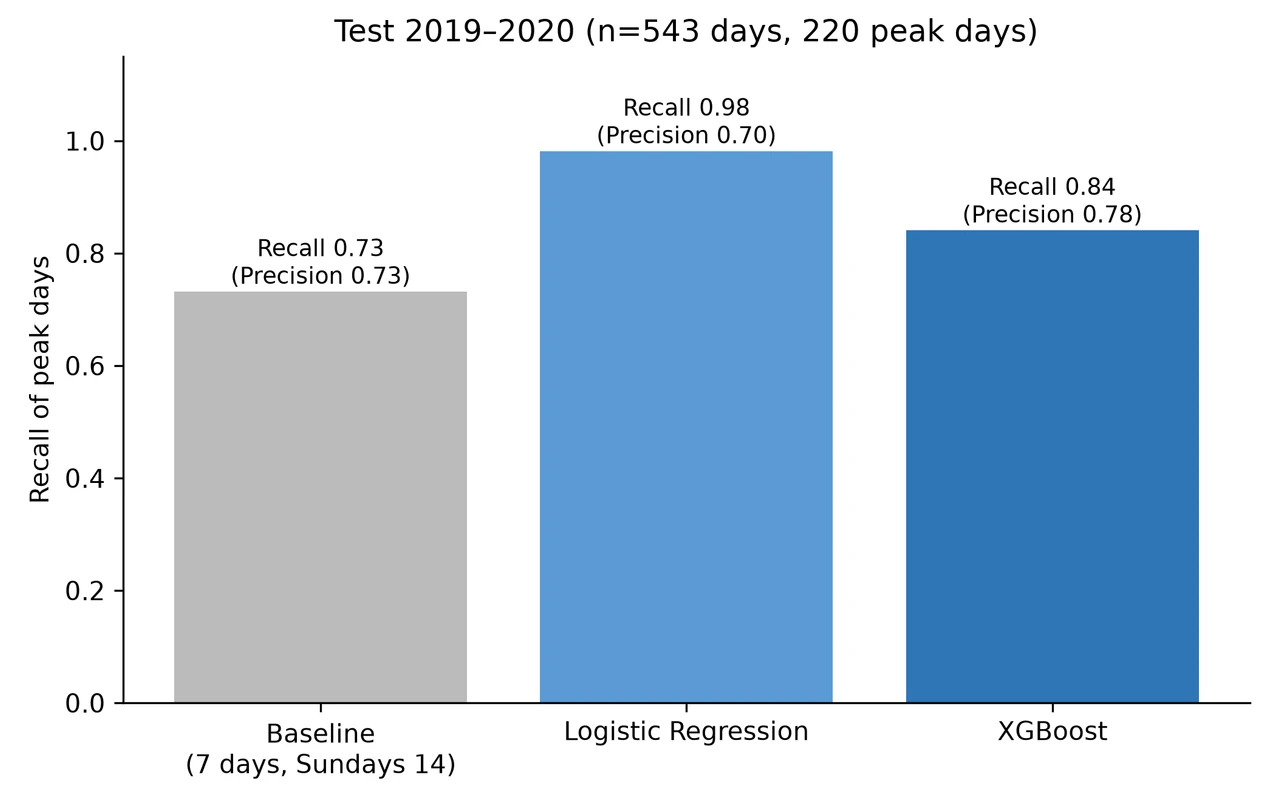 Test 2019–2020 (n=543 days, 220 peak days)
Recall of peak days
1.0
0.8
0.6
0.4
0.2
0.0
Recall 0.73
(Precision 0.73)
Recall 0.98
(Precision 0.70)
Recall 0.84
(Precision 0.78)
Baseline
(7 days, Sundays 14)
Logistic Regression
XGBoost